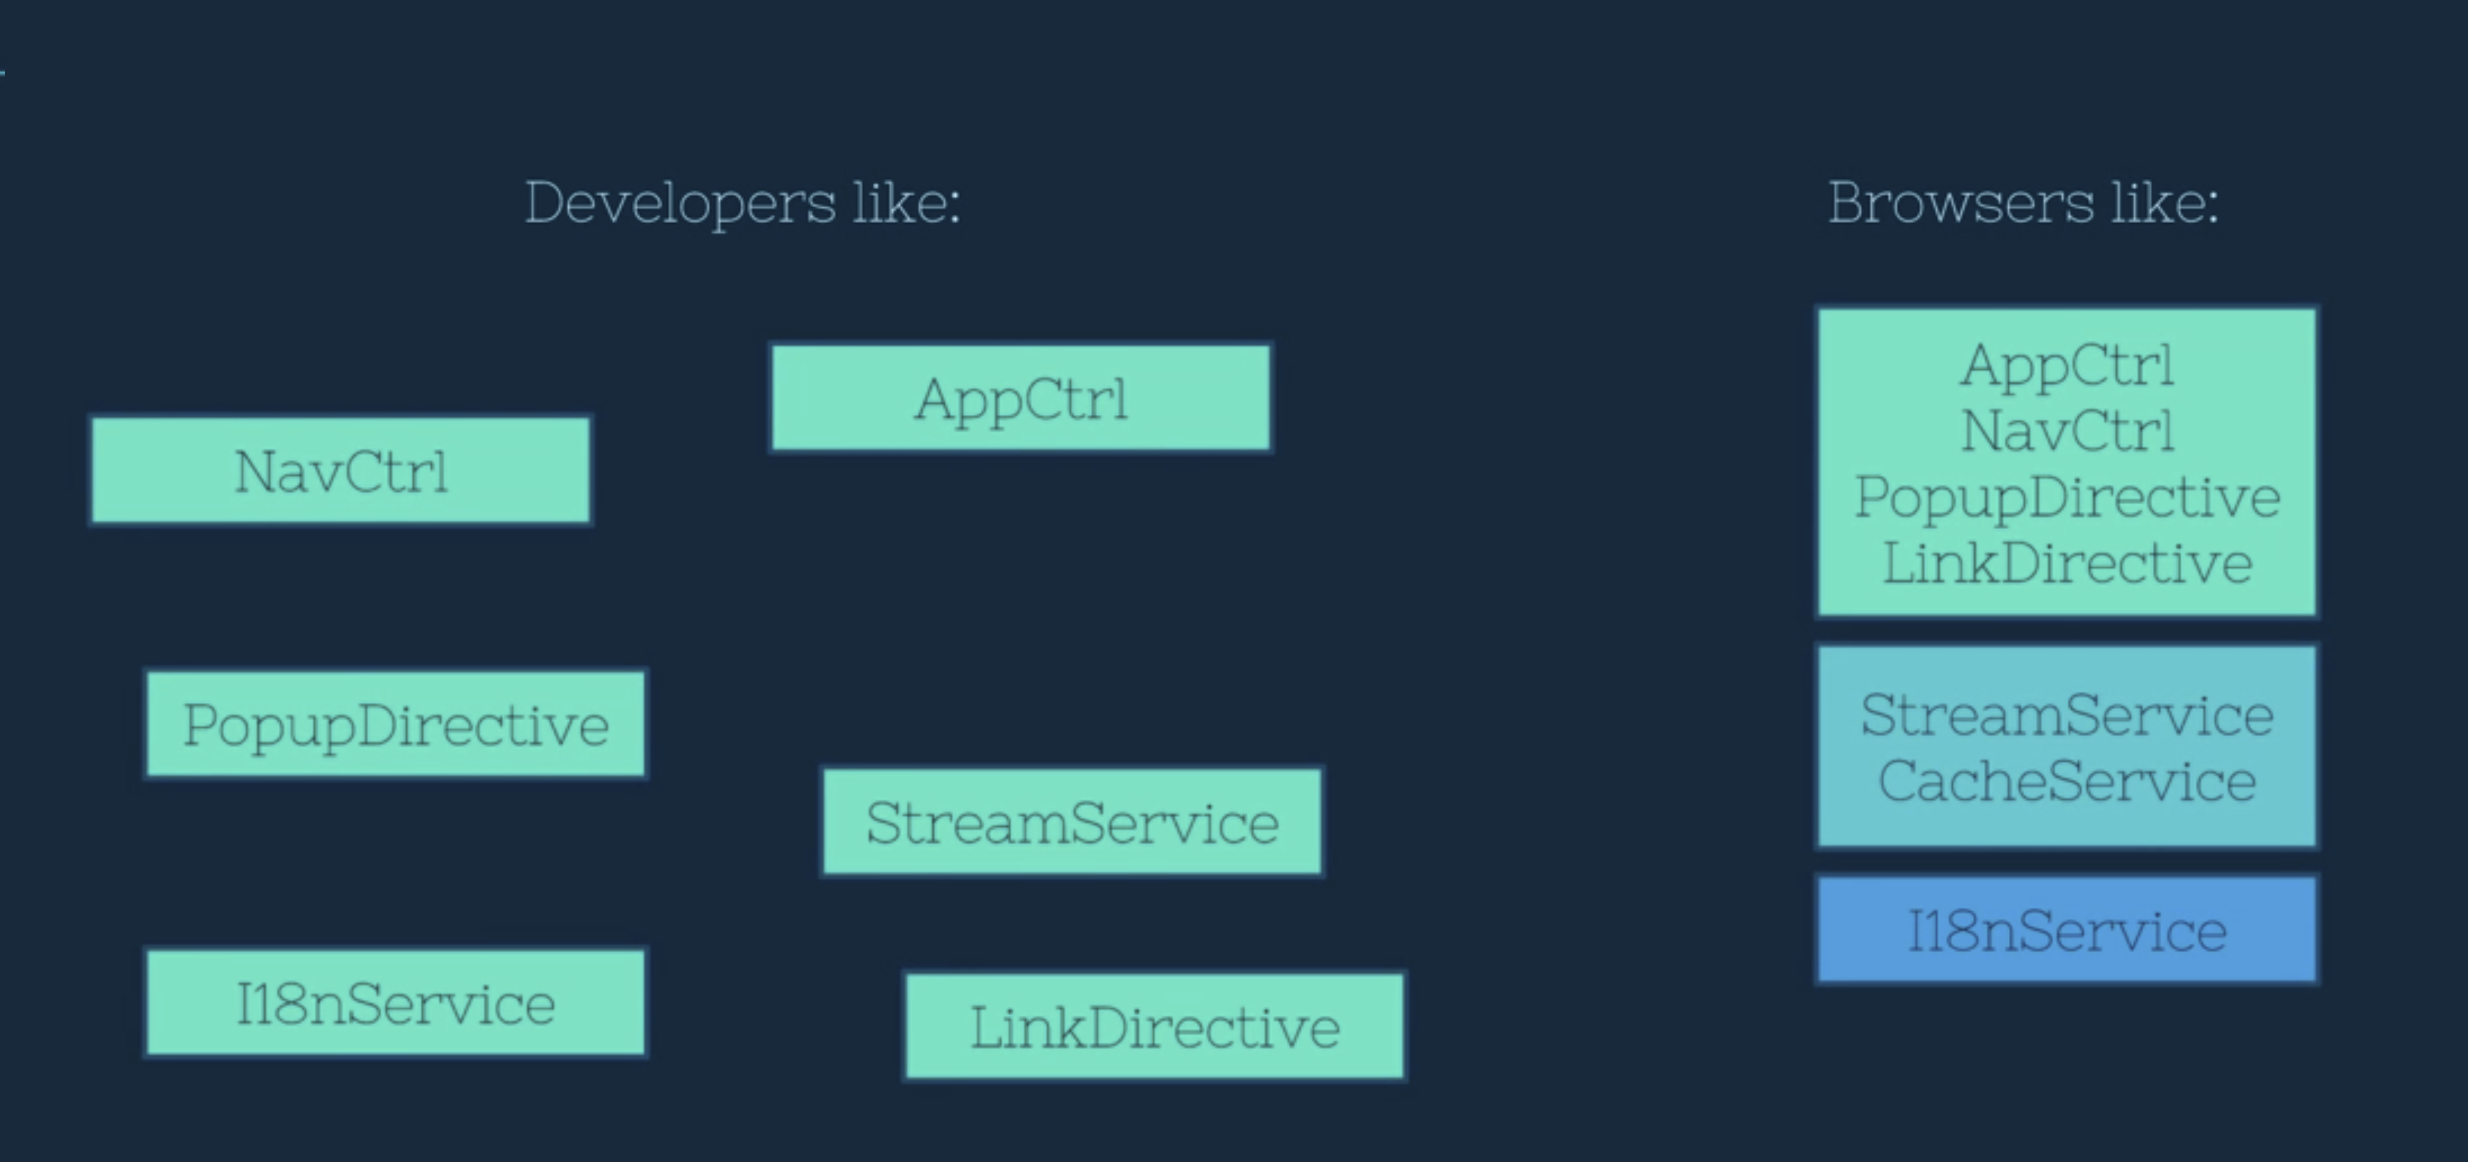 Developers like:
NavCtrl
AppCtrl
PopupDirective
StreamService
I18nService
LinkDirective
Browsers like:
AppCtrl
NavCtrl
PopupDirective
LinkDirective
StreamService
CacheService
I18nService